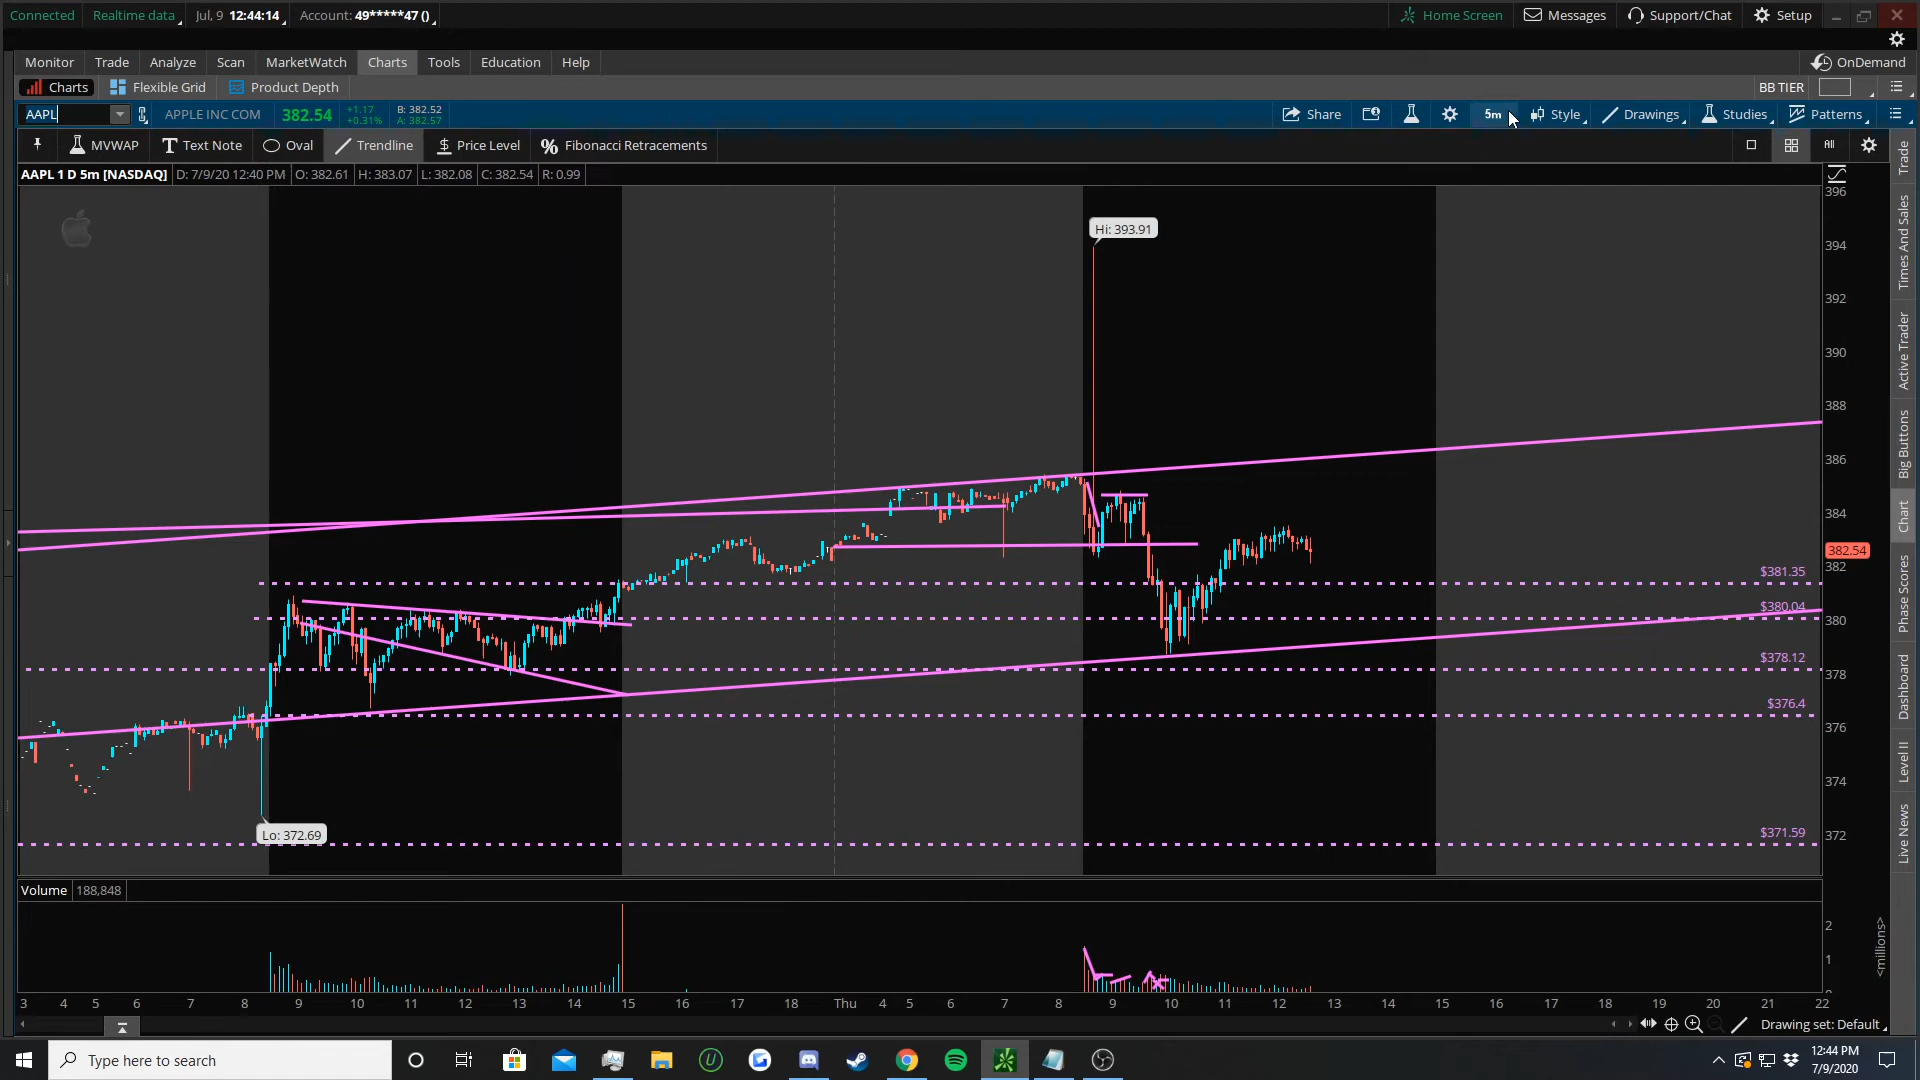 Connected Realtime data Jul, 9 12:44:14 Account: 49*****47 () Home Screen Messages Support/Chat Setup
Monitor Trade Analyze Scan MarketWatch Charts Tools Education Help OnDemand
Charts Flexible Grid Product Depth BB TIER
AAPL APPLE INC COM 382.54 +1.17 +0.31% B: 382.52 A: 382.57 Share 5m Style Drawings Studies Patterns
MVWAP Text Note Oval Trendline $ Price Level % Fibonacci Retracements All
AAPL 1 D 5m [NASDAQ] D: 7/9/20 12:40 PM O: 382.61 H: 383.07 L: 382.08 C: 382.54 R: 0.99
396
Hi: 393.91
394
392
390
388
386
384
382.54
382
$381.35
$380.04
380
$378.12
378
$376.4
376
374
Lo: 372.69
$371.59
372
Volume 188,848
2
1
0
<millions>
3 4 5 6 7 8 9 10 11 12 13 14 15 16 17 18 Thu 4 5 6 7 8 9 10 11 12 13 14 15 16 17 18 19 20 21 22
Drawing set: Default
Trade
Times And Sales
Active Trader
Big Buttons
Chart
Phase Scores
Dashboard
Level II
Live News
Type here to search
12:44 PM
7/9/2020